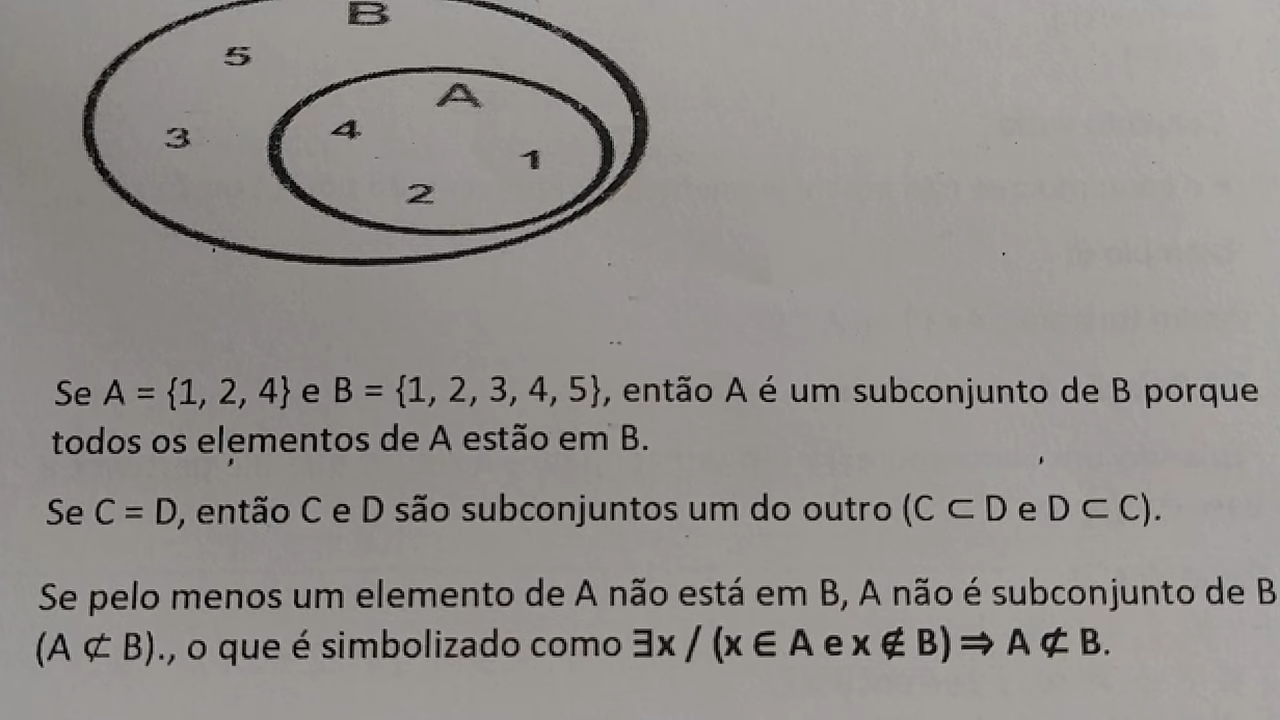 B
5
A
3
4
1
2
Se A = {1, 2, 4} e B = {1, 2, 3, 4, 5}, então A é um subconjunto de B porque
todos os elementos de A estão em B.
Se C = D, então C e D são subconjuntos um do outro (C ⊂ D e D ⊂ C).
Se pelo menos um elemento de A não está em B, A não é subconjunto de B
(A ⊄ B)., o que é simbolizado como ∃x / (x ∈ A e x ∉ B) ⇒ A ⊄ B.